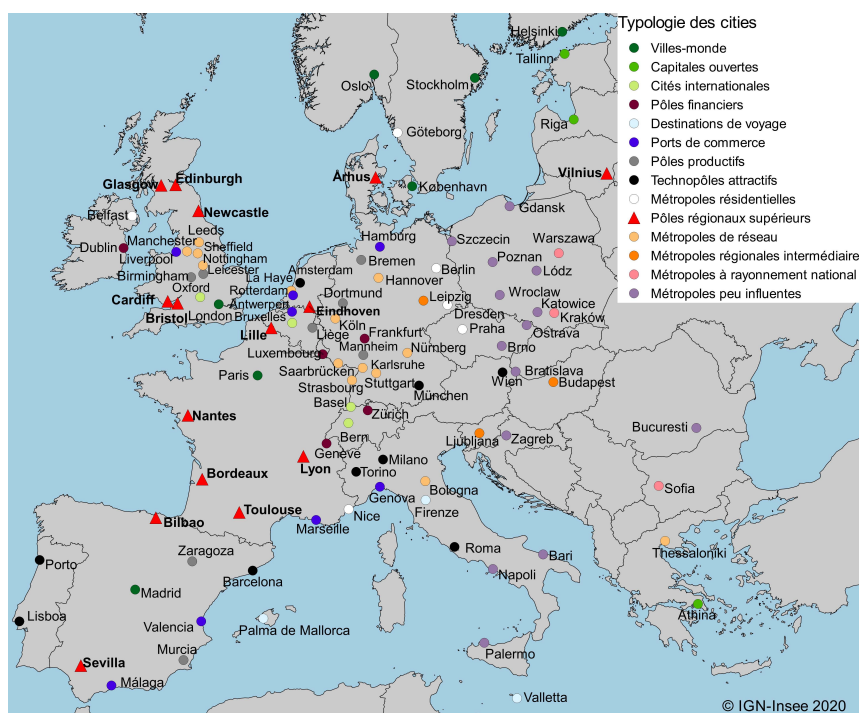 Typologie des cities
Villes-monde
Capitales ouvertes
Cités internationales
Pôles financiers
Destinations de voyage
Ports de commerce
Pôles productifs
Technopôles attractifs
Métropoles résidentielles
Pôles régionaux supérieurs
Métropoles de réseau
Métropoles régionales intermédiaire
Métropoles à rayonnement national
Métropoles peu influentes
Helsinki
Tallinn
Oslo
Stockholm
Riga
Göteborg
Vilnius
Århus
København
Glasgow
Edinburgh
Newcastle
Belfast
Dublin
Manchester
Leeds
Liverpool
Sheffield
Nottingham
Birmingham
Leicester
Oxford
Cardiff
Bristol
London
Gdansk
Szczecin
Hamburg
Bremen
Hannover
Berlin
Poznan
Warszawa
Lódz
La Haye
Amsterdam
Rotterdam
Dortmund
Leipzig
Wroclaw
Antwerpen
Eindhoven
Dresden
Katowice
Kraków
Bruxelles
Köln
Praha
Ostrava
Lille
Liège
Frankfurt
Mannheim
Nürnberg
Brno
Luxembourg
Saarbrücken
Karlsruhe
Strasbourg
Stuttgart
Paris
München
Wien
Bratislava
Budapest
Basel
Zürich
Nantes
Bern
Genève
Ljubljana
Zagreb
Bucuresti
Lyon
Milano
Torino
Bordeaux
Genova
Bologna
Sofia
Toulouse
Bilbao
Marseille
Nice
Firenze
Zaragoza
Thessaloniki
Porto
Barcelona
Roma
Bari
Napoli
Madrid
Lisboa
Valencia
Palma de Mallorca
Athina
Murcia
Palermo
Sevilla
Málaga
Valletta
© IGN-Insee 2020